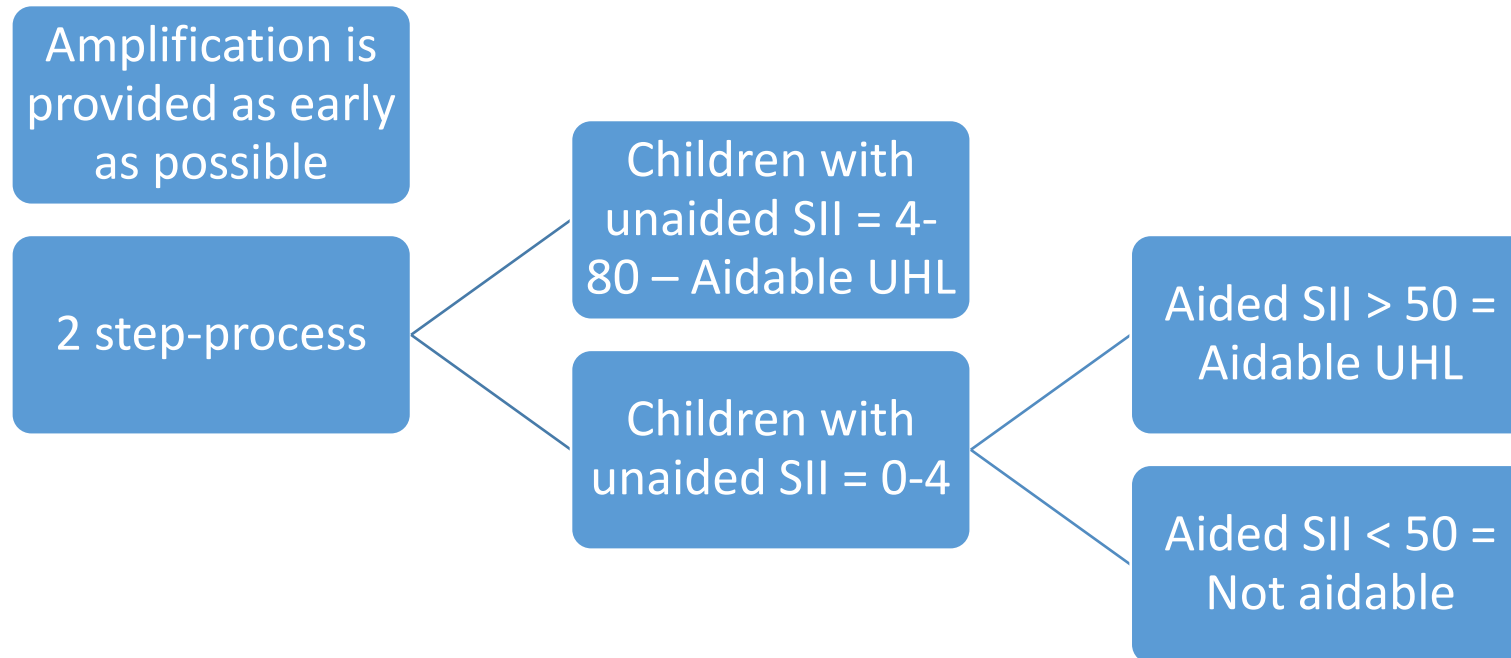 Amplification is
provided as early
as possible
2 step-process
Children with
unaided SII = 4-
80 – Aidable UHL
Children with
unaided SII = 0-4
Aided SII > 50 =
Aidable UHL
Aided SII < 50 =
Not aidable